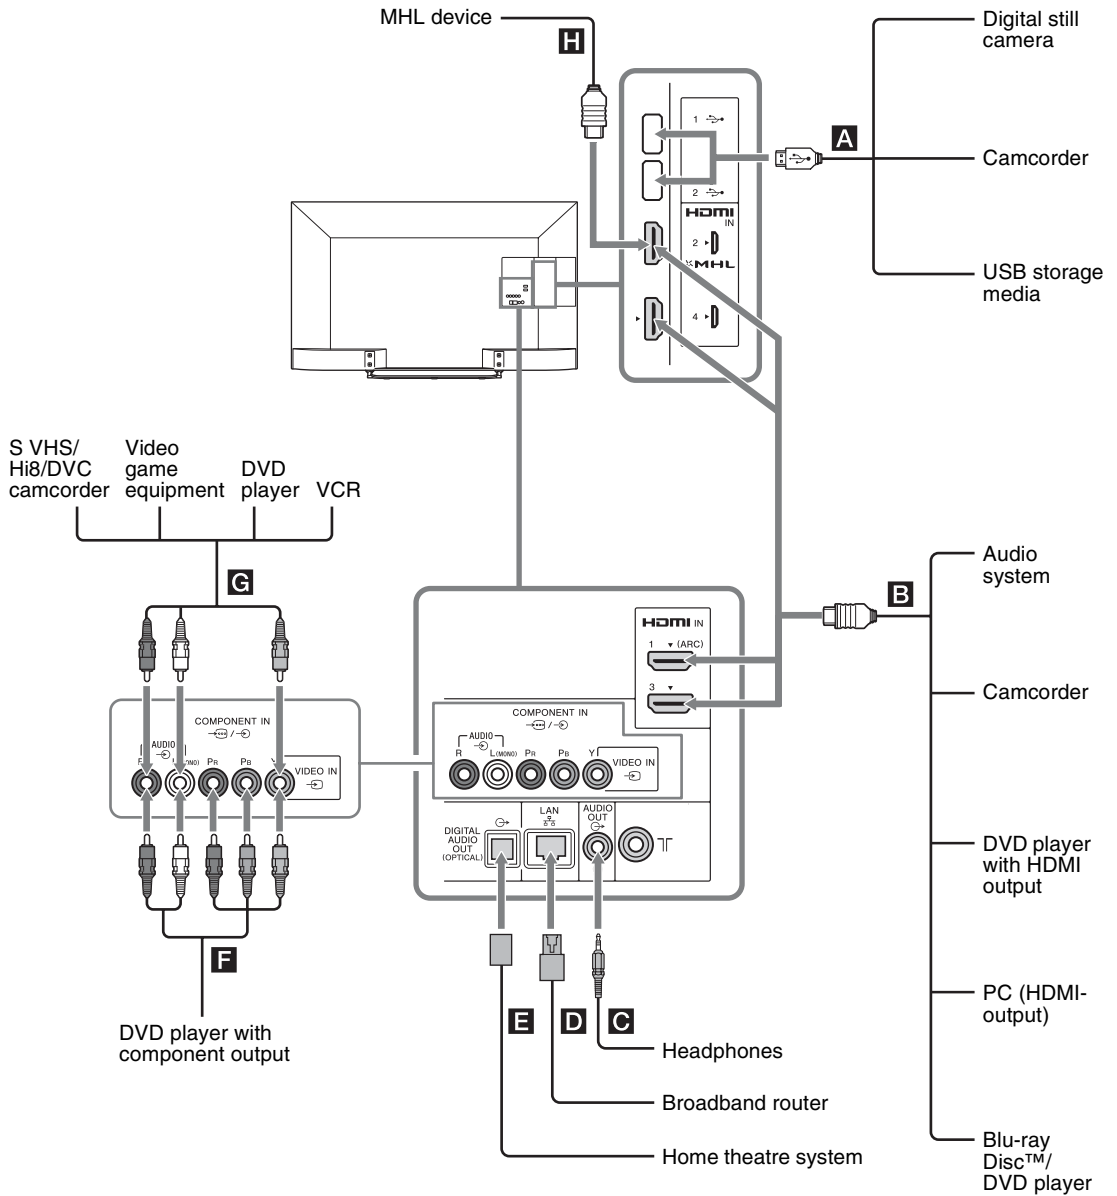 MHL device
H
Digital still
camera
A
Camcorder
USB storage
media
1
2
HDMI
IN
2
MHL
4
S VHS/
Hi8/DVC
camcorder
Video
game
equipment
DVD
player
VCR
G
COMPONENT IN
/
AUDIO
PR
PB
VIDEO IN
F
DVD player with
component output
HDMI IN
1
(ARC)
3
COMPONENT IN
/
AUDIO
R
L(MONO)
PR
PB
Y
VIDEO IN
DIGITAL
AUDIO
OUT
(OPTICAL)
LAN
AUDIO
OUT
E
D
C
Headphones
Broadband router
Home theatre system
B
Audio
system
Camcorder
DVD player
with HDMI
output
PC (HDMI-
output)
Blu-ray
Disc™/
DVD player